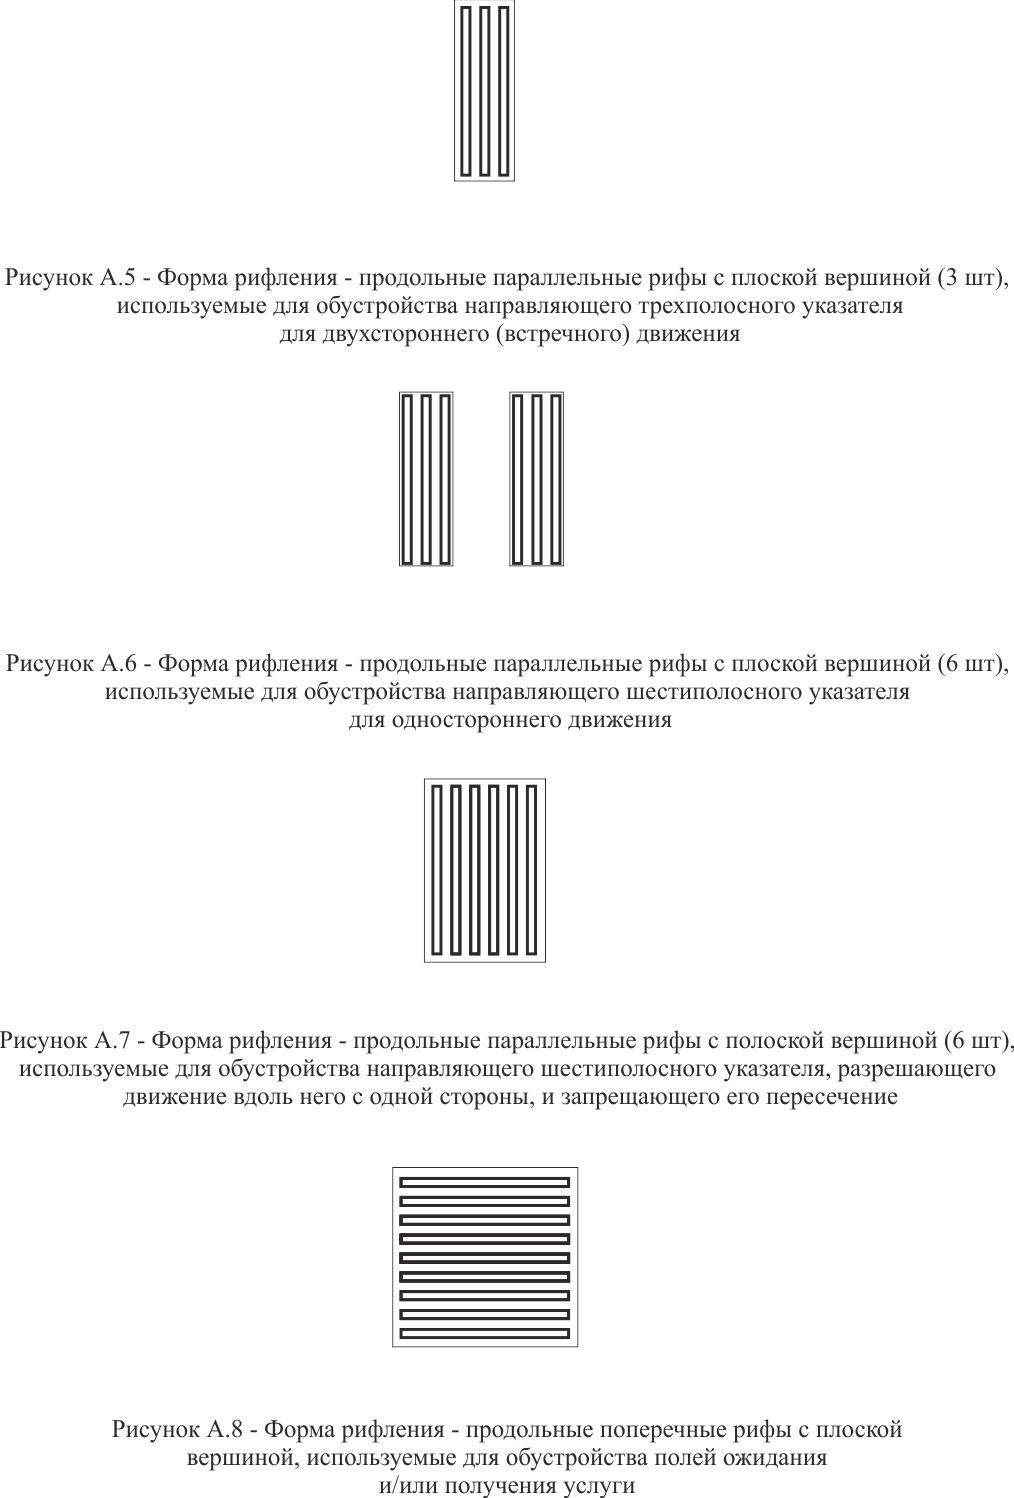 Рисунок А.5 - Форма рифления - продольные параллельные рифы с плоской вершиной (3 шт),
используемые для обустройства направляющего трехполосного указателя
для двухстороннего (встречного) движения
Рисунок А.6 - Форма рифления - продольные параллельные рифы с плоской вершиной (6 шт),
используемые для обустройства направляющего шестиполосного указателя
для одностороннего движения
Рисунок А.7 - Форма рифления - продольные параллельные рифы с полоской вершиной (6 шт),
используемые для обустройства направляющего шестиполосного указателя, разрешающего
движение вдоль него с одной стороны, и запрещающего его пересечение
Рисунок А.8 - Форма рифления - продольные поперечные рифы с плоской
вершиной, используемые для обустройства полей ожидания
и/или получения услуги